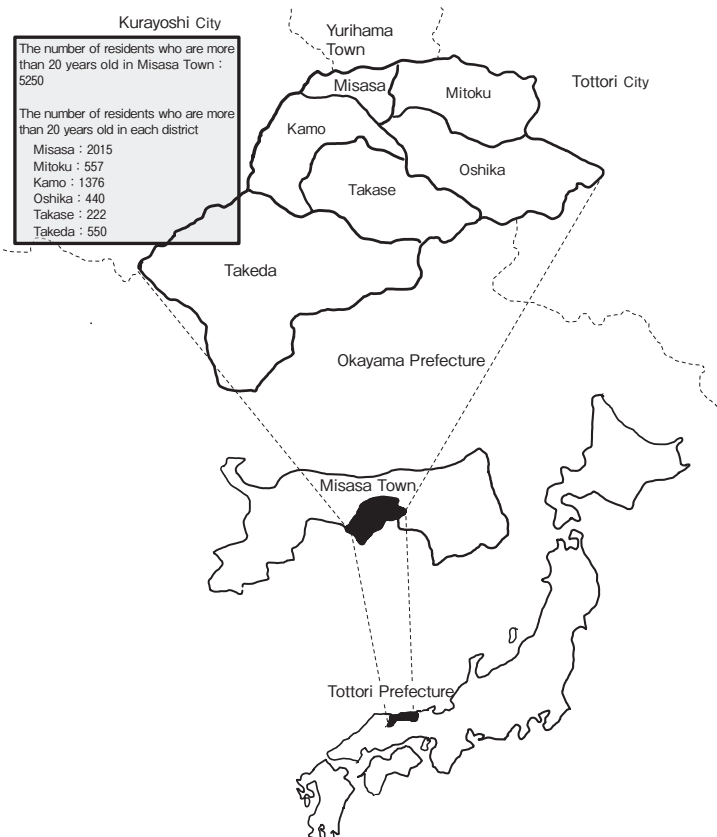 Kurayoshi City
Yurihama
Town
The number of residents who are more
than 20 years old in Misasa Town：
5250
The number of residents who are more
than 20 years old in each district
Misasa：2015
Mitoku：557
Kamo：1376
Oshika：440
Takase：222
Takeda：550
Tottori City
Misasa
Mitoku
Kamo
Oshika
Takase
Takeda
Okayama Prefecture
Misasa Town
Tottori Prefecture